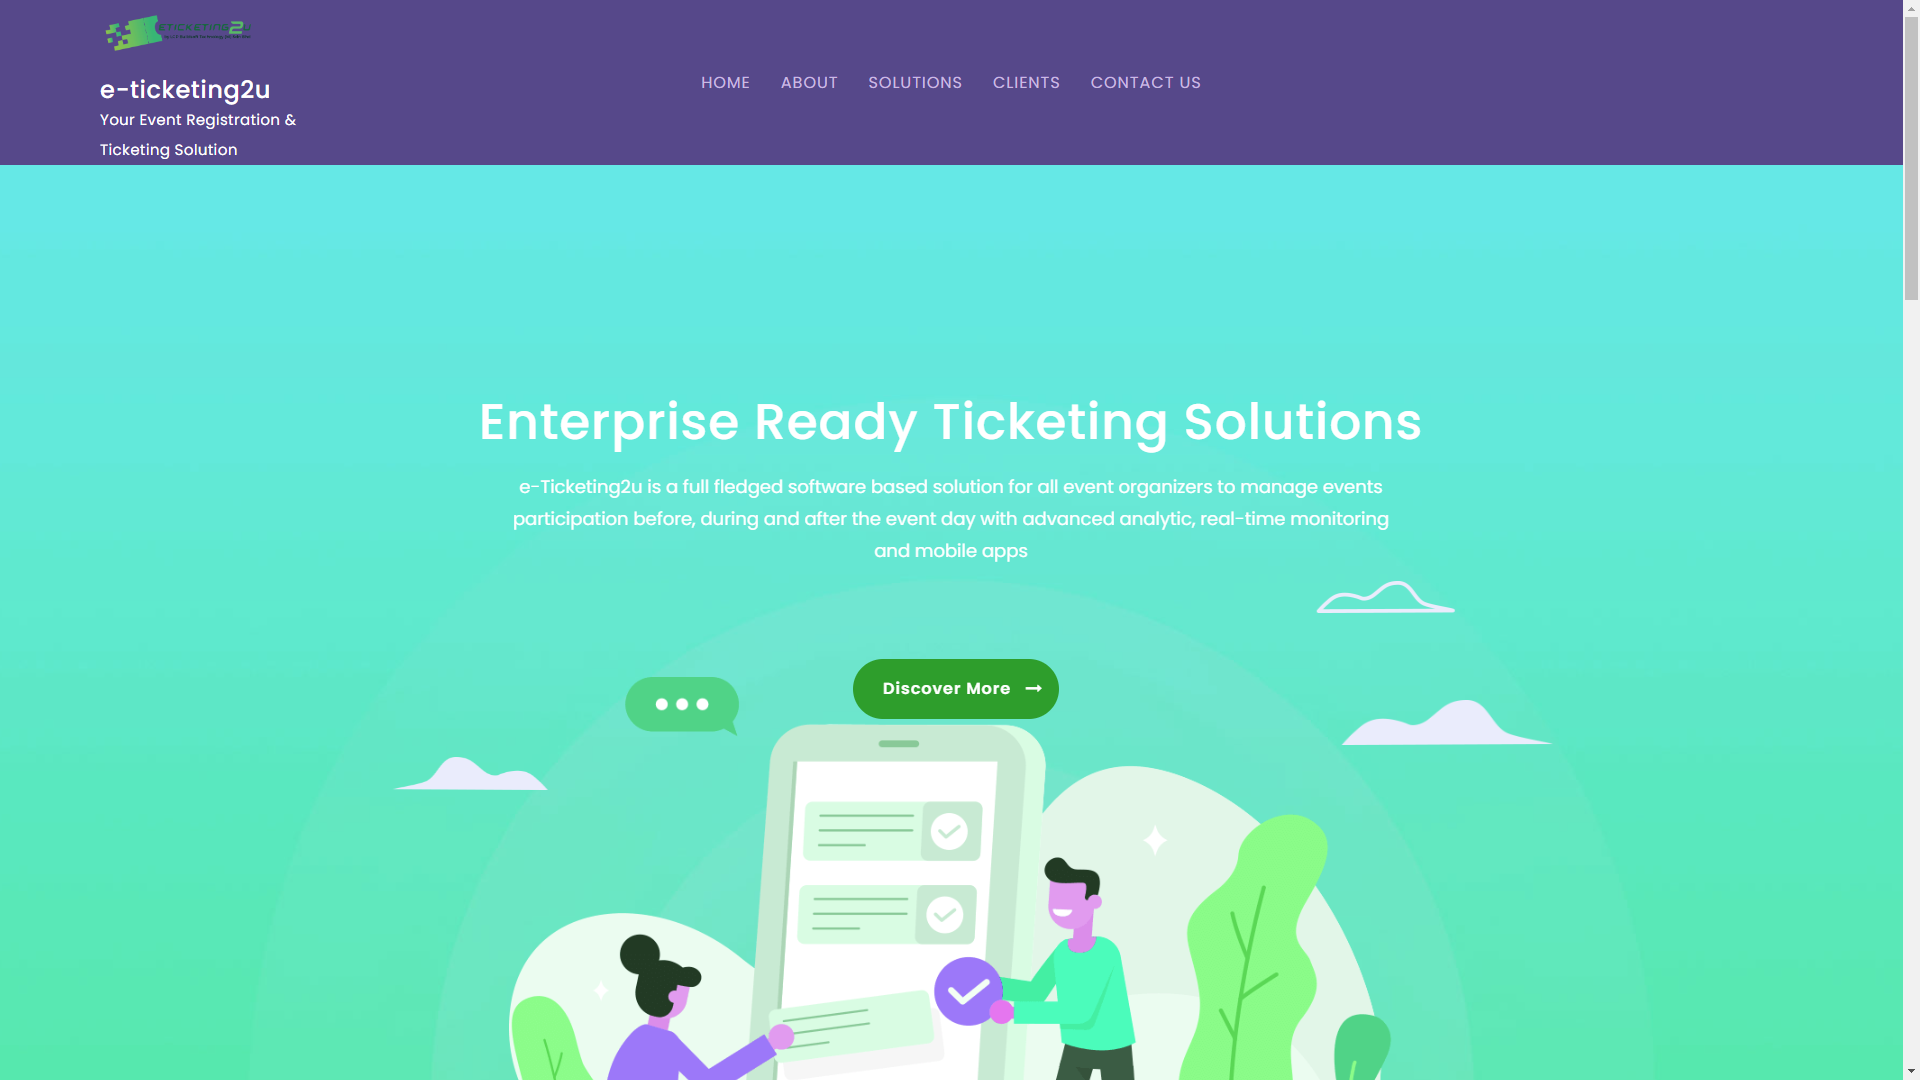 ETICKETING2U
e-ticketing2u
Your Event Registration &
Ticketing Solution
HOME
ABOUT
SOLUTIONS
CLIENTS
CONTACT US
Enterprise Ready Ticketing Solutions
e-Ticketing2u is a full fledged software based solution for all event organizers to manage events
participation before, during and after the event day with advanced analytic, real-time monitoring
and mobile apps
Discover More